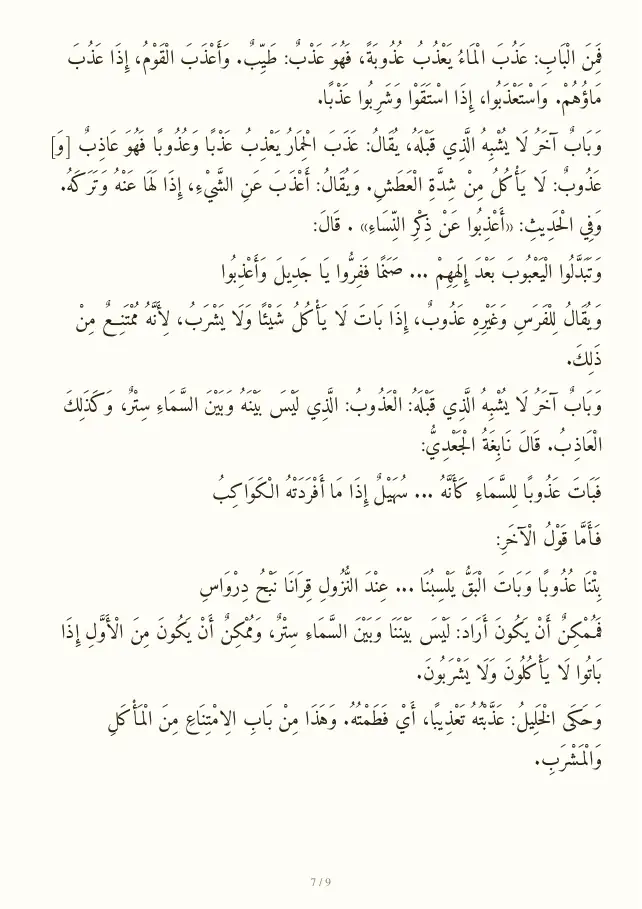 فَمِنَ الْبَابِ: عَذُبَ الْمَاءُ يَعْذُبُ عُذُوبَةً، فَهُوَ عَذْبٌ: طَيِّبٌ. وَأَعْذَبَ الْقَوْمُ، إِذَا عَذُبَ
مَاؤُهُمْ. وَاسْتَعْذَبُوا، إِذَا اسْتَقَوْا وَشَرِبُوا عَذْبًا.
وَبَابٌ آخَرُ لَا يُشْبِهُ الَّذِي قَبْلَهُ، يُقَالُ: عَذَبَ الْحِمَارُ يَعْذِبُ عَذْبًا وَعُذُوبًا فَهُوَ عَاذِبٌ [وَ]
عَذُوبٌ: لَا يَأْكُلُ مِنْ شِدَّةِ الْعَطَشِ. وَيُقَالُ: أَعْذَبَ عَنِ الشَّيْءِ، إِذَا لَهَا عَنْهُ وَتَرَكَهُ.
وَفِي الْحَدِيثِ: «أَعْذِبُوا عَنْ ذِكْرِ النِّسَاءِ» . قَالَ:
وَتَبَدَّلُوا الْيَعْبُوبَ بَعْدَ إِلَهِهِمْ ... صَنَمًا فَفِرُّوا يَا جَدِيلَ وَأَعْذِبُوا
وَيُقَالُ لِلْفَرَسِ وَغَيْرِهِ عَذُوبٌ، إِذَا بَاتَ لَا يَأْكُلُ شَيْئًا وَلَا يَشْرَبُ، لِأَنَّهُ مُمْتَنِعٌ مِنْ
ذَلِكَ.
وَبَابٌ آخَرُ لَا يُشْبِهُ الَّذِي قَبْلَهُ: الْعَذُوبُ: الَّذِي لَيْسَ بَيْنَهُ وَبَيْنَ السَّمَاءِ سِتْرٌ، وَكَذَلِكَ
الْعَاذِبُ. قَالَ نَابِغَةُ الْجَعْدِيُّ:
فَبَاتَ عَذُوبًا لِلسَّمَاءِ كَأَنَّهُ ... سُهَيْلٌ إِذَا مَا أَفْرَدَتْهُ الْكَوَاكِبُ
فَأَمَّا قَوْلُ الْآخَرِ:
بِتْنَا عُذُوبًا وَبَاتَ الْبَقُّ يَلْسِبُنَا ... عِنْدَ النُّزُولِ قِرَانَا نَبْحُ دِرْوَاسِ
فَمُمْكِنٌ أَنْ يَكُونَ أَرَادَ: لَيْسَ بَيْنَنَا وَبَيْنَ السَّمَاءِ سِتْرٌ، وَمُمْكِنٌ أَنْ يَكُونَ مِنَ الْأَوَّلِ إِذَا
بَاتُوا لَا يَأْكُلُونَ وَلَا يَشْرَبُونَ.
وَحَكَى الْخَلِيلُ: عَذَّبْتُهُ تَعْذِيبًا، أَيْ فَطَمْتُهُ. وَهَذَا مِنْ بَابِ الِامْتِنَاعِ مِنَ الْمَأْكَلِ
وَالْمَشْرَبِ.
7 / 9